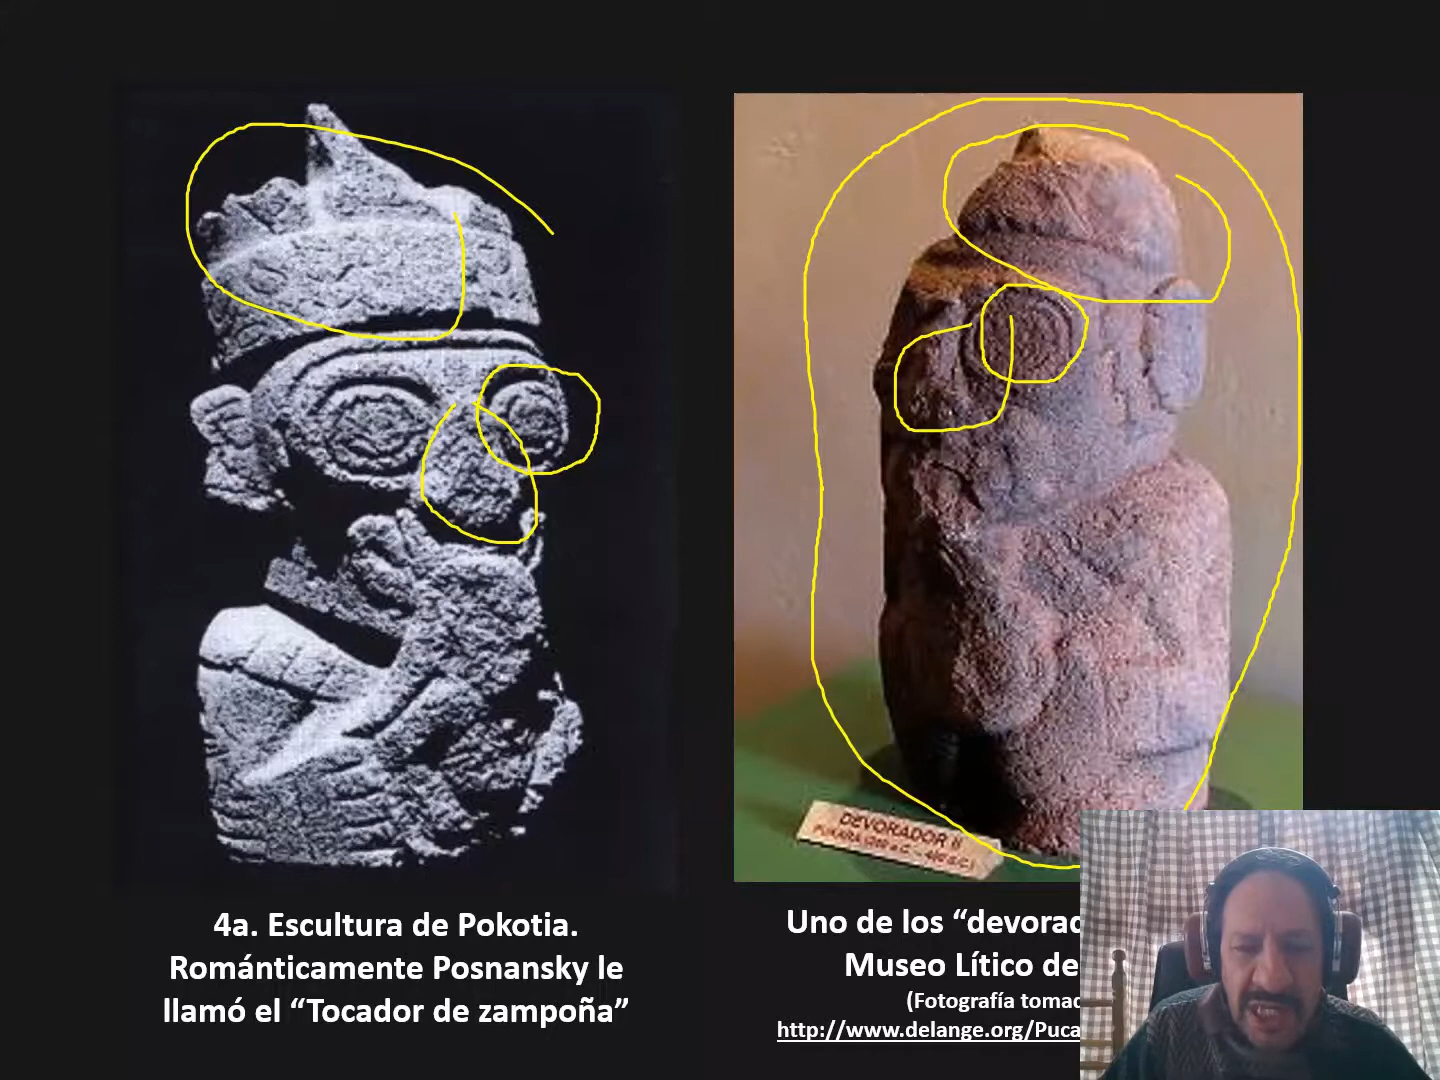 DEVORADOR II
4a. Escultura de Pokotia.
Románticamente Posnansky le
llamó el “Tocador de zampoña”
Uno de los “devorad
Museo Lítico de
(Fotografía tomad
http://www.delange.org/Puca